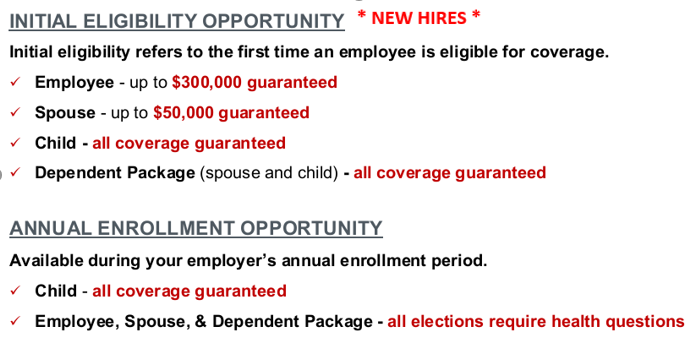 INITIAL ELIGIBILITY OPPORTUNITY * NEW HIRES *
Initial eligibility refers to the first time an employee is eligible for coverage.
✓ Employee - up to $300,000 guaranteed
✓ Spouse - up to $50,000 guaranteed
✓ Child - all coverage guaranteed
✓ Dependent Package (spouse and child) - all coverage guaranteed
ANNUAL ENROLLMENT OPPORTUNITY
Available during your employer's annual enrollment period.
✓ Child - all coverage guaranteed
✓ Employee, Spouse, & Dependent Package - all elections require health questions